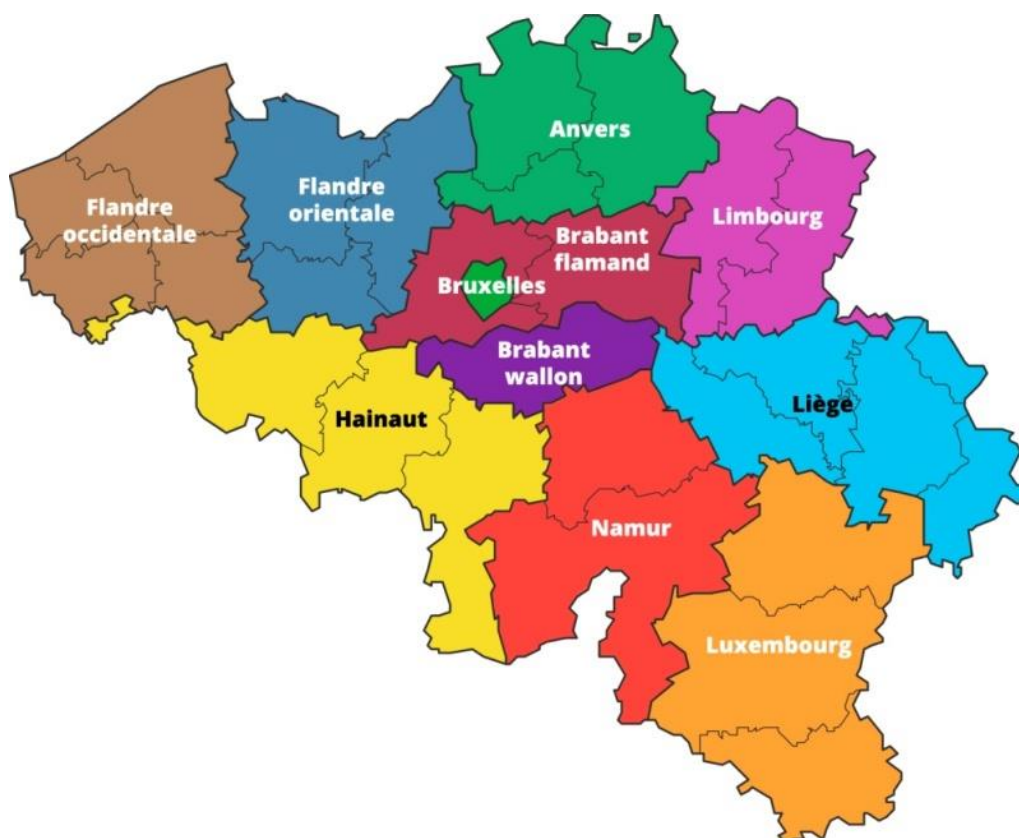 Anvers
Flandre
orientale
Flandre
occidentale
Limbourg
Brabant
flamand
Bruxelles
Brabant
wallon
Hainaut
Liège
Namur
Luxembourg